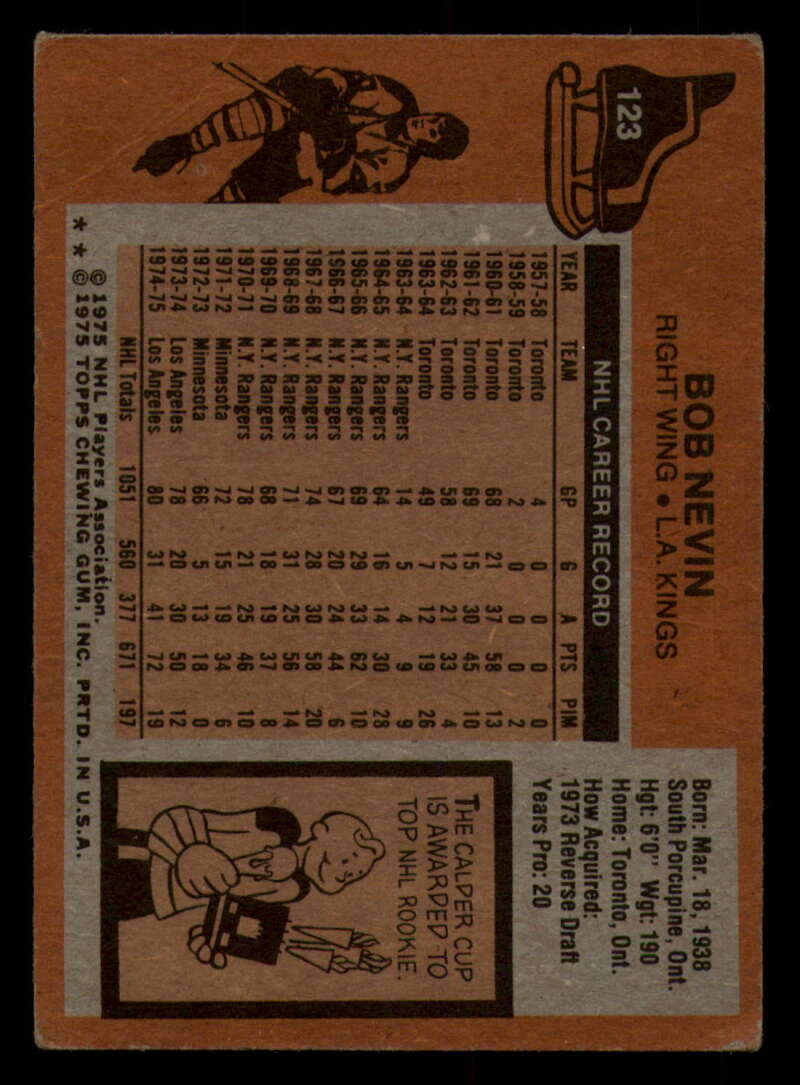 123
BOB NEVIN
RIGHT WING • L.A. KINGS
Born: Mar. 18, 1938
South Porcupine, Ont.
Hgt: 6'0" Wgt: 190
Home: Toronto, Ont.
How Acquired:
1973 Reverse Draft
Years Pro: 20
NHL CAREER RECORD
YEAR TEAM GP G A PTS PIM
1957-58 Toronto 4 0 0 0 0
1958-59 Toronto 2 0 0 0 2
1960-61 Toronto 68 21 37 58 13
1961-62 Toronto 69 15 30 45 10
1962-63 Toronto 58 12 21 33 4
1963-64 Toronto 49 7 12 19 26
1963-64 N.Y. Rangers 14 5 4 9 9
1964-65 N.Y. Rangers 64 16 14 30 28
1965-66 N.Y. Rangers 69 29 33 62 10
1966-67 N.Y. Rangers 67 20 24 44 6
1967-68 N.Y. Rangers 74 28 30 58 20
1968-69 N.Y. Rangers 71 31 25 56 14
1969-70 N.Y. Rangers 68 18 19 37 8
1970-71 N.Y. Rangers 78 21 25 46 10
1971-72 Minnesota 72 15 19 34 6
1972-73 Minnesota 66 5 13 18 0
1973-74 Los Angeles 78 20 30 50 12
1974-75 Los Angeles 80 31 41 72 19
NHL Totals 1051 560 377 671 197
THE CALDER CUP
IS AWARDED TO
TOP NHL ROOKIE.
© 1975 NHL Players Association.
* * © 1975 TOPPS CHEWING GUM, INC. PRTD. IN U.S.A.